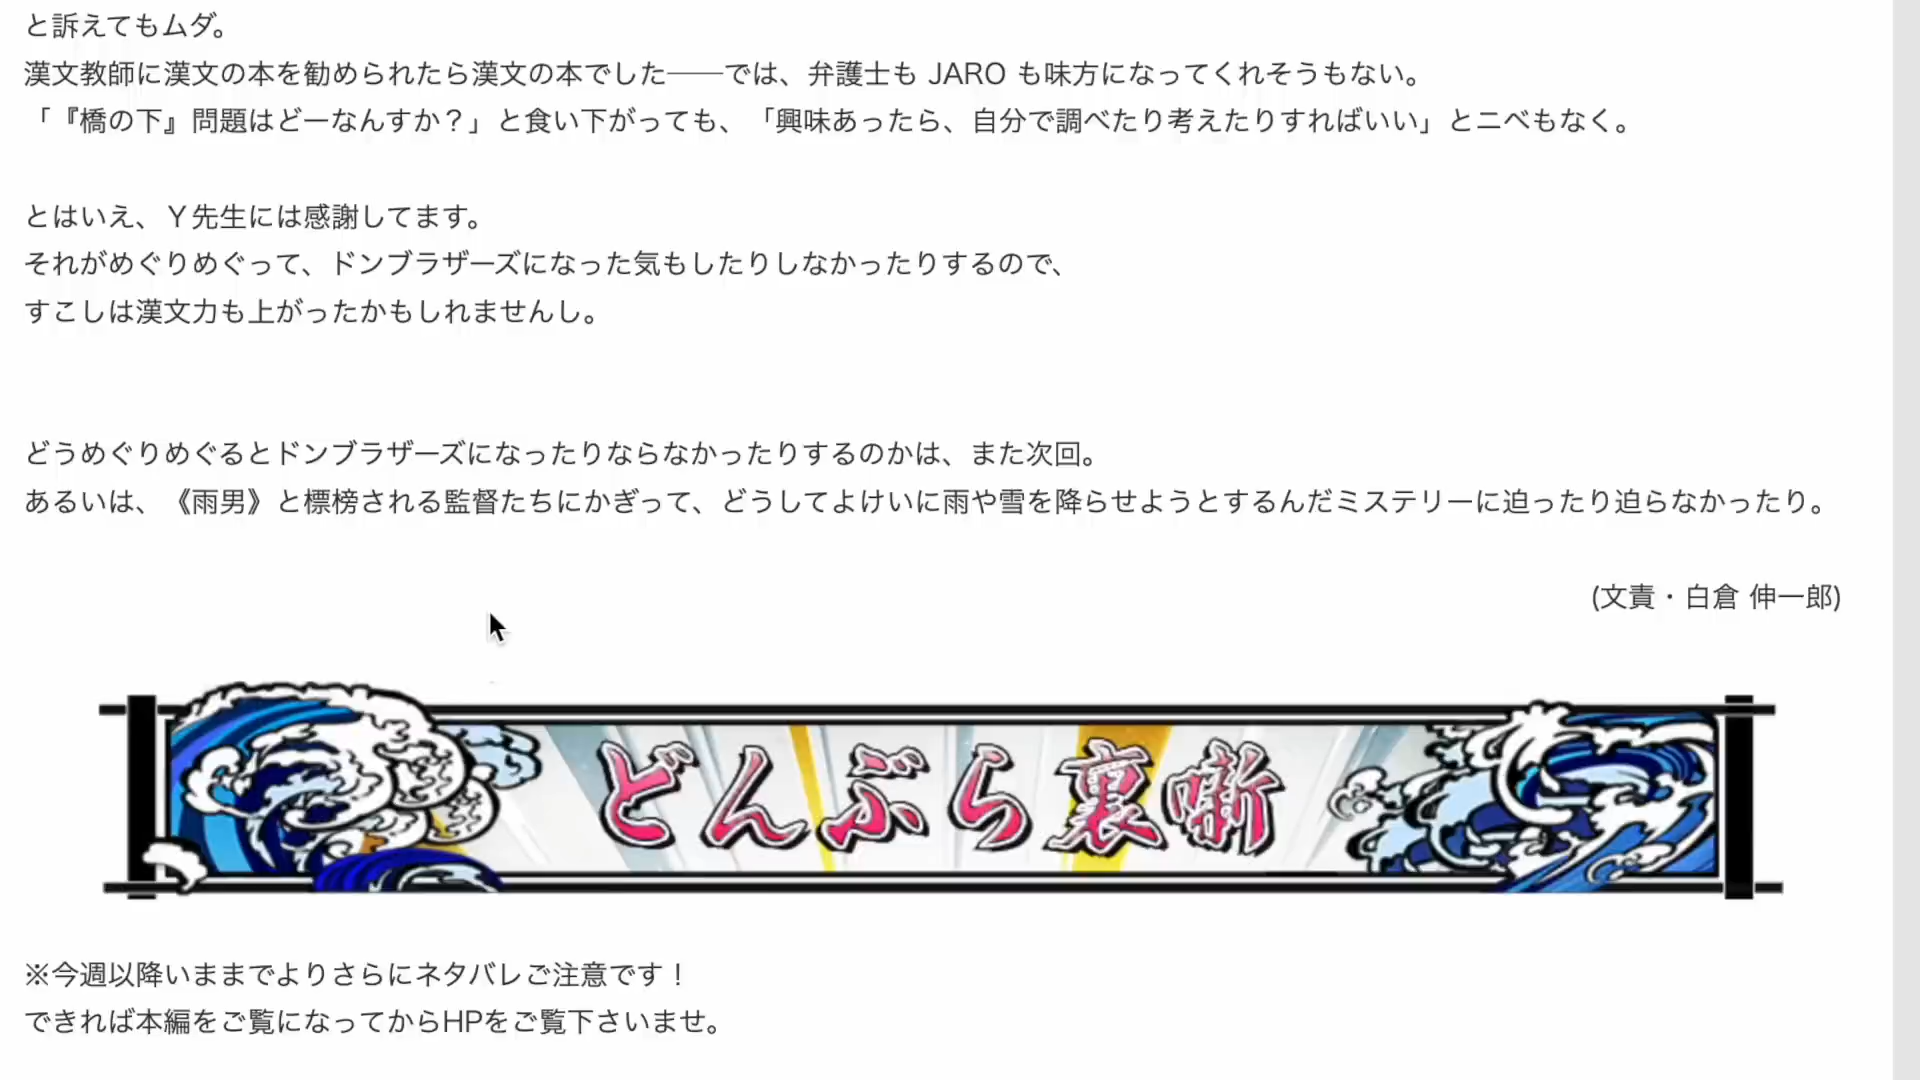 と訴えてもムダ。
漢文教師に漢文の本を勧められたら漢文の本でした──では、弁護士も JARO も味方になってくれそうもない。
「『橋の下』問題はどーなんすか？」と食い下がっても、「興味あったら、自分で調べたり考えたりすればいい」とニべもなく。
とはいえ、Ｙ先生には感謝してます。
それがめぐりめぐって、ドンブラザーズになった気もしたりしなかったりするので、
すこしは漢文力も上がったかもしれませんし。
どうめぐりめぐるとドンブラザーズになったりならなかったりするのかは、また次回。
あるいは、《雨男》と標榜される監督たちにかぎって、どうしてよけいに雨や雪を降らせようとするんだミステリーに迫ったり迫らなかったり。
(文責・白倉 伸一郎)
どんぶら裏噺
※今週以降いままでよりさらにネタバレご注意です！
できれば本編をご覧になってからHPをご覧下さいませ。